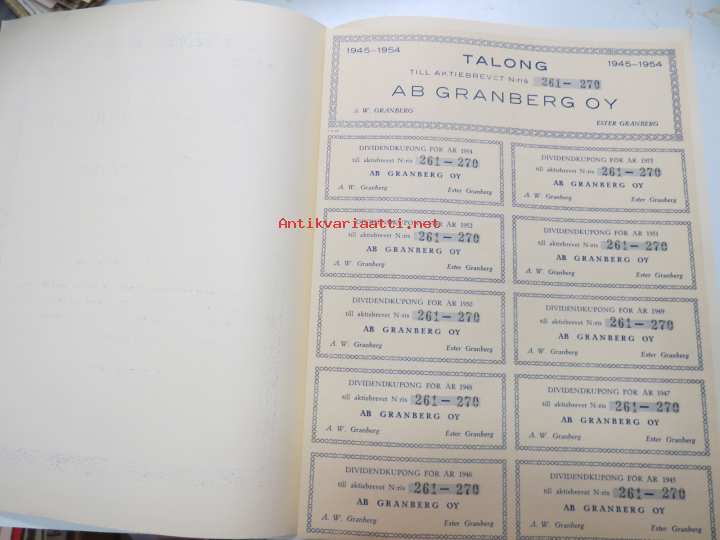 1945-1954
TALONG
1945-1954
TILL AKTIEBREVET N:ris 261-270
AB GRANBERG OY
A. W. GRANBERG
ESTER GRANBERG
DIVIDENDKUPONG FÖR ÅR 1954
till aktiebrevet N:ris 261-270
AB GRANBERG OY
A. W. Granberg
Ester Granberg
DIVIDENDKUPONG FÖR ÅR 1953
till aktiebrevet N:ris 261-270
AB GRANBERG OY
A. W. Granberg
Ester Granberg
Antikvariaatti.net
DIVIDENDKUPONG FÖR ÅR 1952
till aktiebrevet N:ris 261-270
AB GRANBERG OY
A. W. Granberg
Ester Granberg
DIVIDENDKUPONG FÖR ÅR 1951
till aktiebrevet N:ris 261-270
AB GRANBERG OY
A. W. Granberg
Ester Granberg
DIVIDENDKUPONG FÖR ÅR 1950
till aktiebrevet N:ris 261-270
AB GRANBERG OY
A. W. Granberg
Ester Granberg
DIVIDENDKUPONG FÖR ÅR 1949
till aktiebrevet N:ris 261-270
AB GRANBERG OY
A. W. Granberg
Ester Granberg
DIVIDENDKUPONG FÖR ÅR 1948
till aktiebrevet N:ris 261-270
AB GRANBERG OY
A. W. Granberg
Ester Granberg
DIVIDENDKUPONG FÖR ÅR 1947
till aktiebrevet N:ris 261-270
AB GRANBERG OY
A. W. Granberg
Ester Granberg
DIVIDENDKUPONG FÖR ÅR 1946
till aktiebrevet N:ris 261-270
AB GRANBERG OY
A. W. Granberg
Ester Granberg
DIVIDENDKUPONG FÖR ÅR 1945
till aktiebrevet N:ris 261-270
AB GRANBERG OY
A. W. Granberg
Ester Granberg